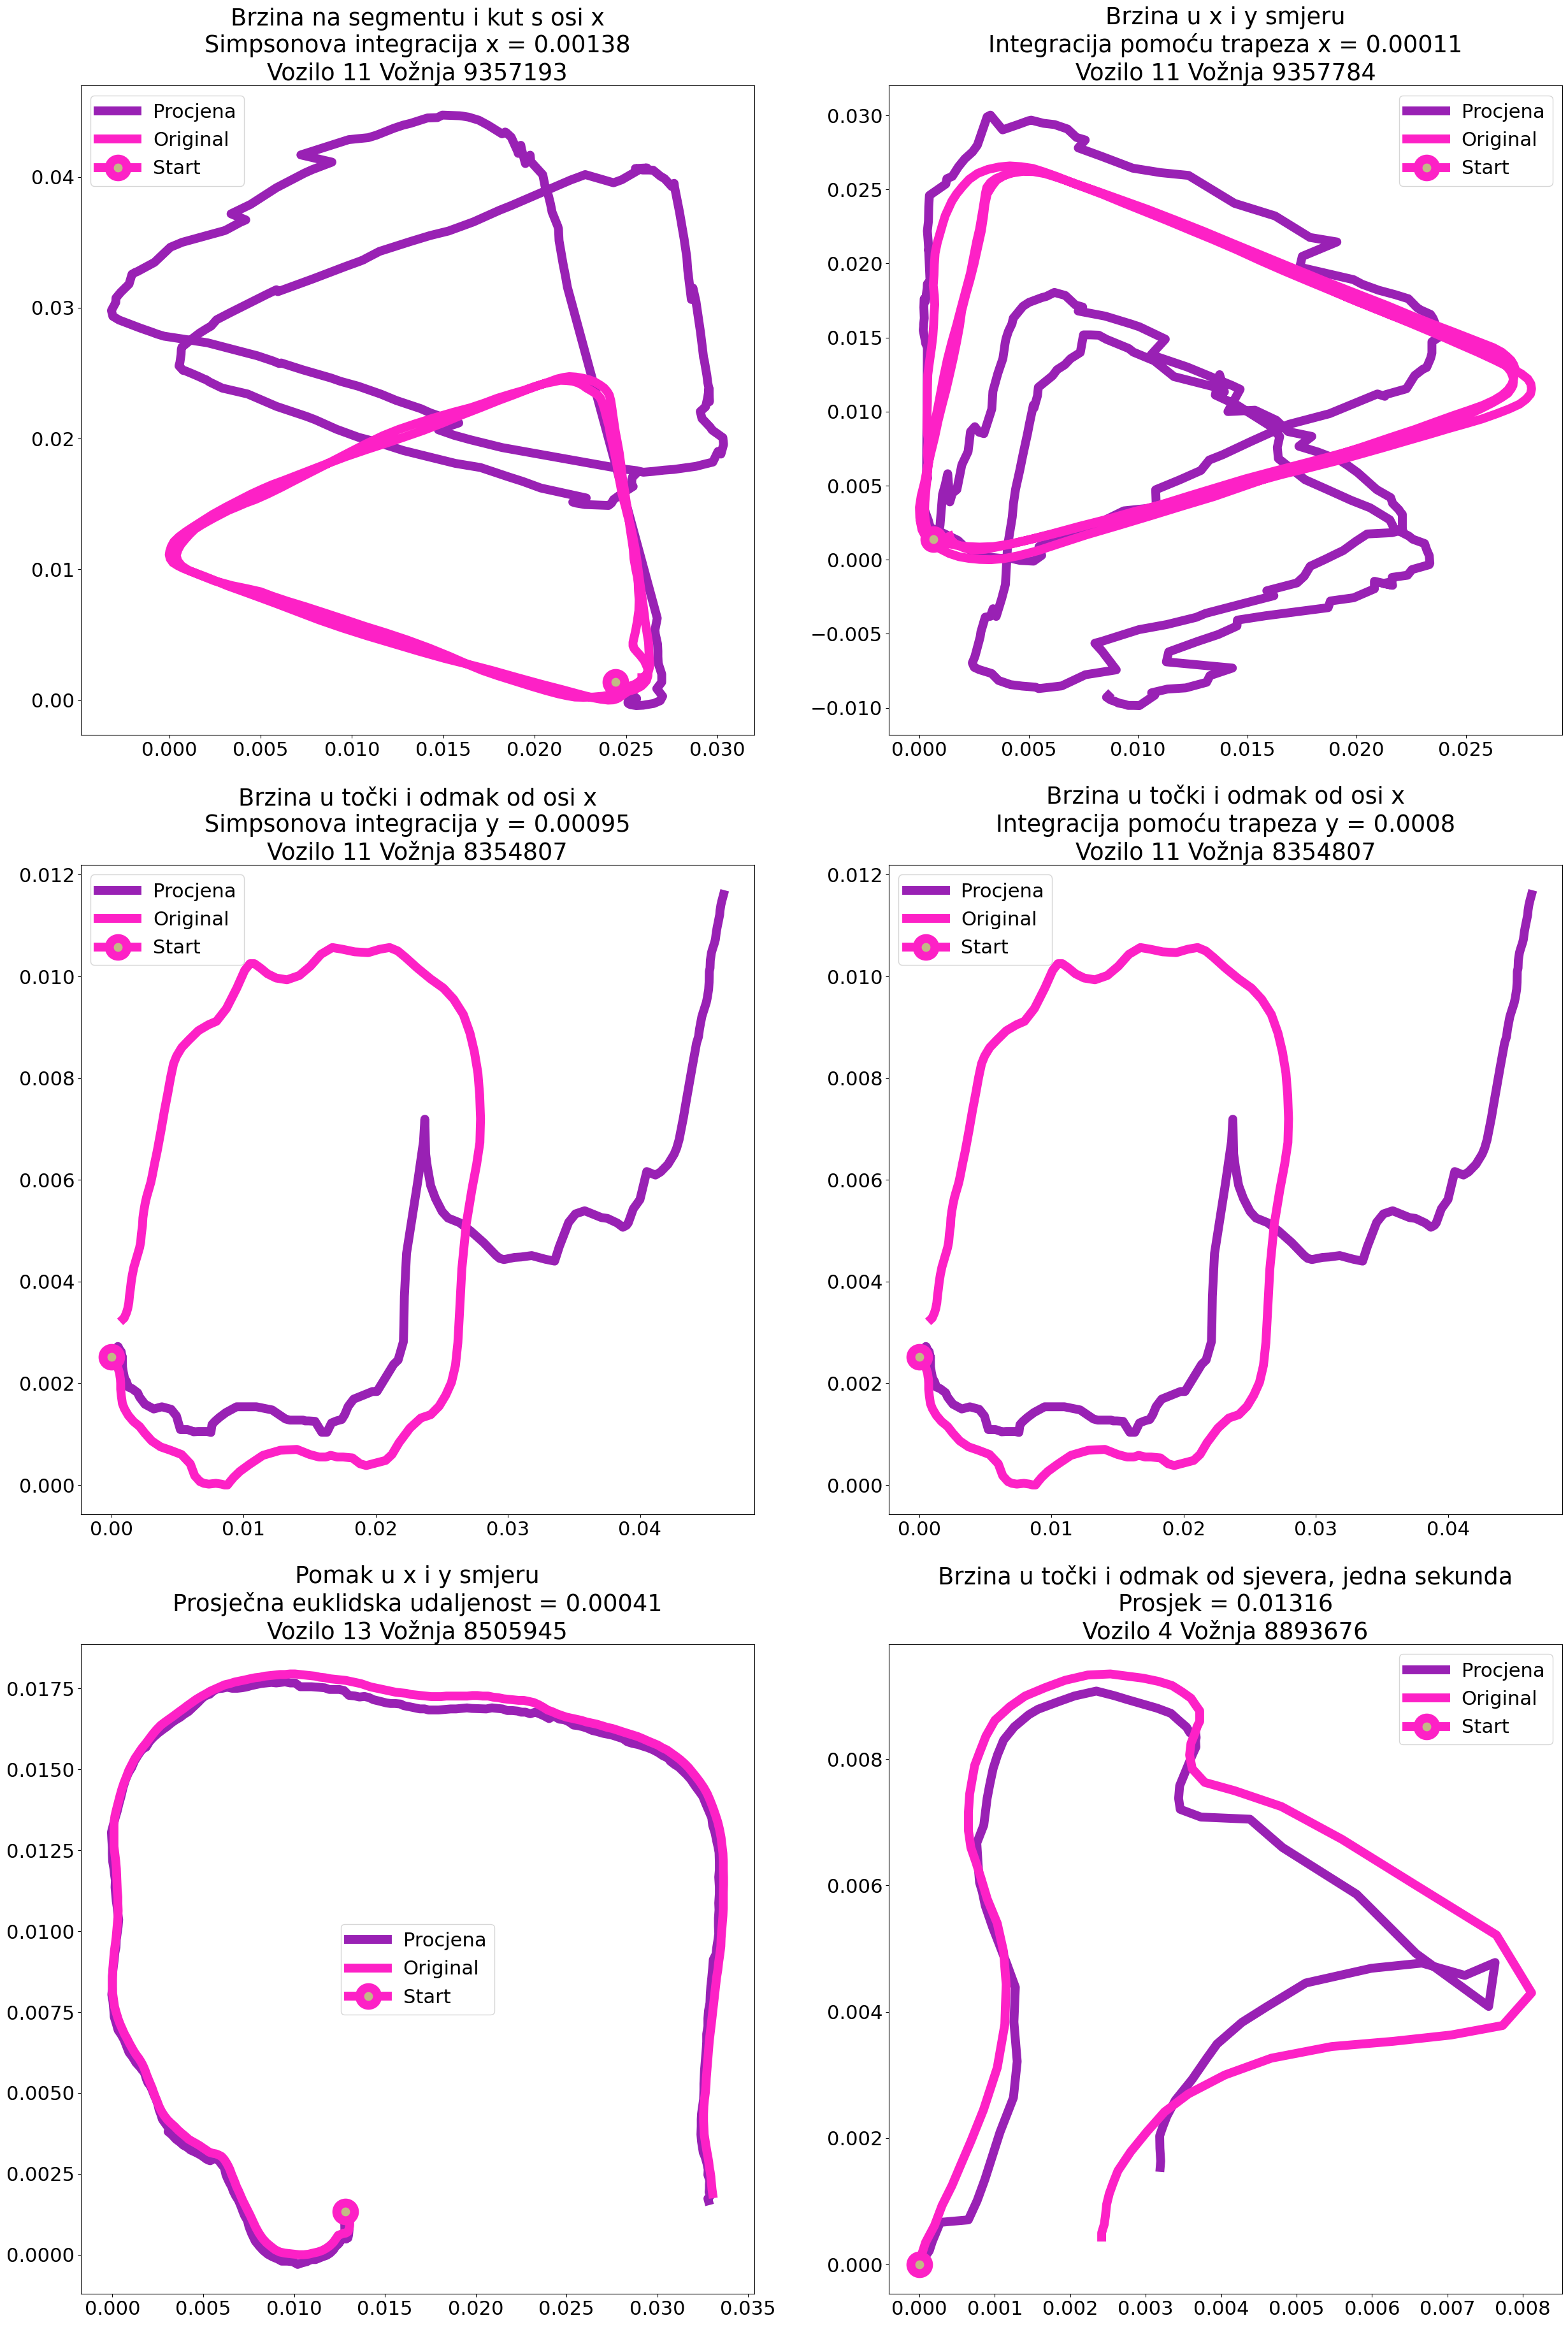 Brzina na segmentu i kut s osi x
Simpsonova integracija x = 0.00138
Vozilo 11 Vožnja 9357193
Procjena
Original
Start
0.04
0.03
0.02
0.01
0.00
0.000 0.005 0.010 0.015 0.020 0.025 0.030
Brzina u x i y smjeru
Integracija pomoću trapeza x = 0.00011
Vozilo 11 Vožnja 9357784
Procjena
Original
Start
0.030
0.025
0.020
0.015
0.010
0.005
0.000
−0.005
−0.010
0.000 0.005 0.010 0.015 0.020 0.025
Brzina u točki i odmak od osi x
Simpsonova integracija y = 0.00095
Vozilo 11 Vožnja 8354807
Procjena
Original
Start
0.012
0.010
0.008
0.006
0.004
0.002
0.000
0.00 0.01 0.02 0.03 0.04
Brzina u točki i odmak od osi x
Integracija pomoću trapeza y = 0.0008
Vozilo 11 Vožnja 8354807
Procjena
Original
Start
0.012
0.010
0.008
0.006
0.004
0.002
0.000
0.00 0.01 0.02 0.03 0.04
Pomak u x i y smjeru
Prosječna euklidska udaljenost = 0.00041
Vozilo 13 Vožnja 8505945
Procjena
Original
Start
0.0175
0.0150
0.0125
0.0100
0.0075
0.0050
0.0025
0.0000
0.000 0.005 0.010 0.015 0.020 0.025 0.030 0.035
Brzina u točki i odmak od sjevera, jedna sekunda
Prosjek = 0.01316
Vozilo 4 Vožnja 8893676
Procjena
Original
Start
0.008
0.006
0.004
0.002
0.000
0.000 0.001 0.002 0.003 0.004 0.005 0.006 0.007 0.008